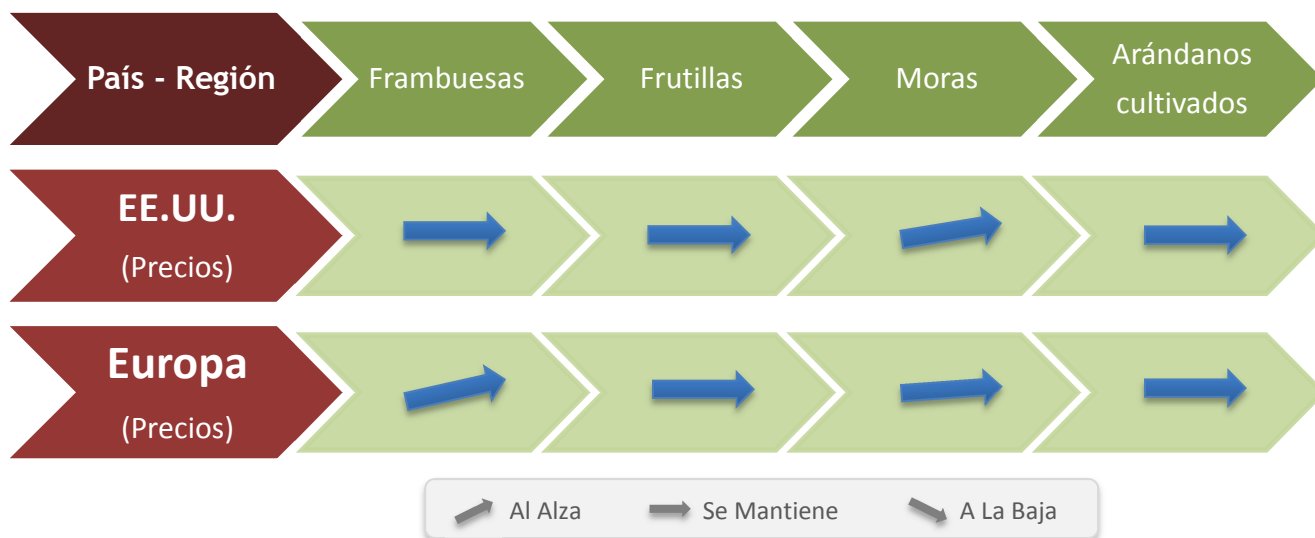 País - Región
Frambuesas
Frutillas
Moras
Arándanos
cultivados
EE.UU.
(Precios)
Europa
(Precios)
Al Alza
Se Mantiene
A La Baja